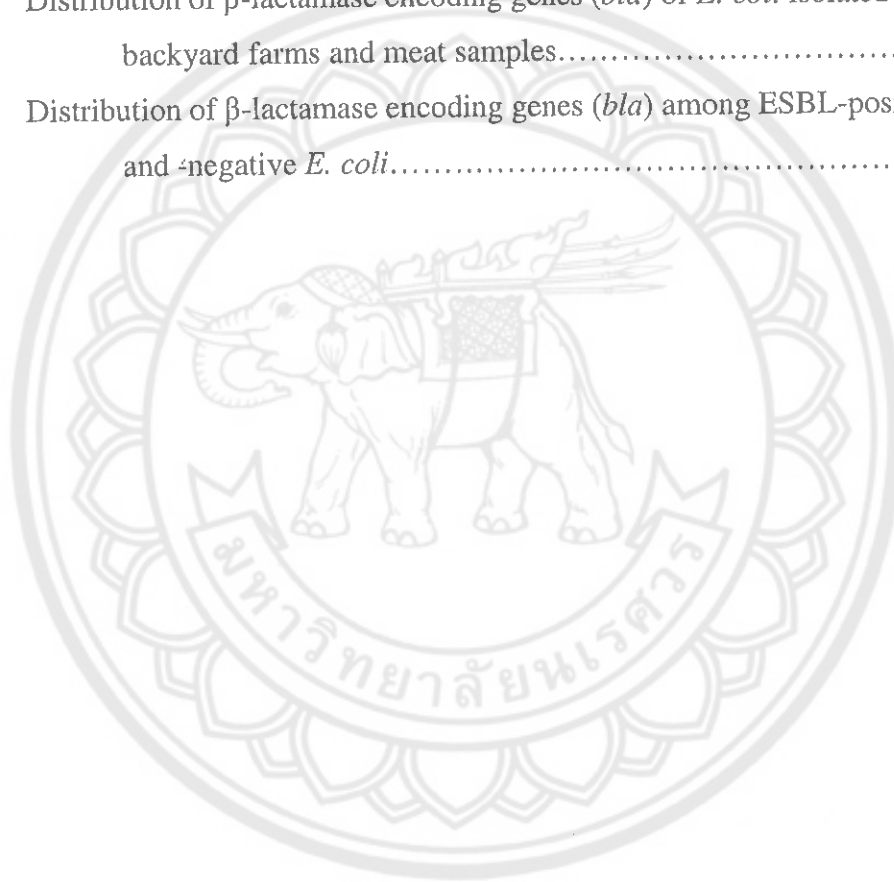 Distribution of β-lactamase encoding genes (bla) of E. coli isolated
backyard farms and meat samples...............................
Distribution of β-lactamase encoding genes (bla) among ESBL-pos
and -negative E. coli..................................................
มหาวิทยาลัยนเรศวร